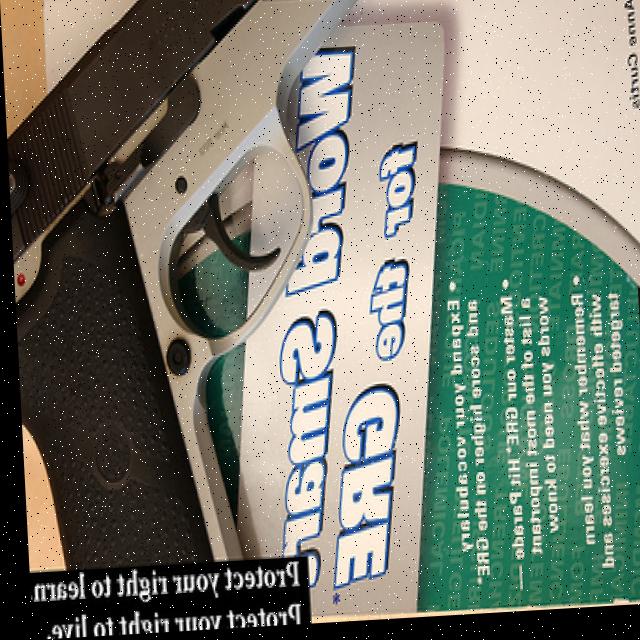 Word Smart
for the GRE*
• Expand your vocabulary
and score higher on the GRE.
• Master our GRE Hit Parade—
a list of the most important
words you need to know
• Remember what you learn
with effective exercises and
targeted reviews
Protect your right to learn.
Protect your right to live.